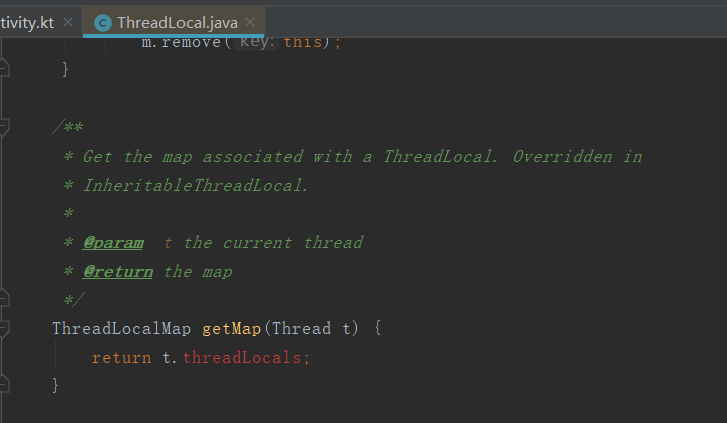 tivity.kt
ThreadLocal.java
m.remove( key: this);
}
/**
* Get the map associated with a ThreadLocal. Overridden in
* InheritableThreadLocal.
*
* @param  t the current thread
* @return the map
*/
ThreadLocalMap getMap(Thread t) {
return t.threadLocals;
}